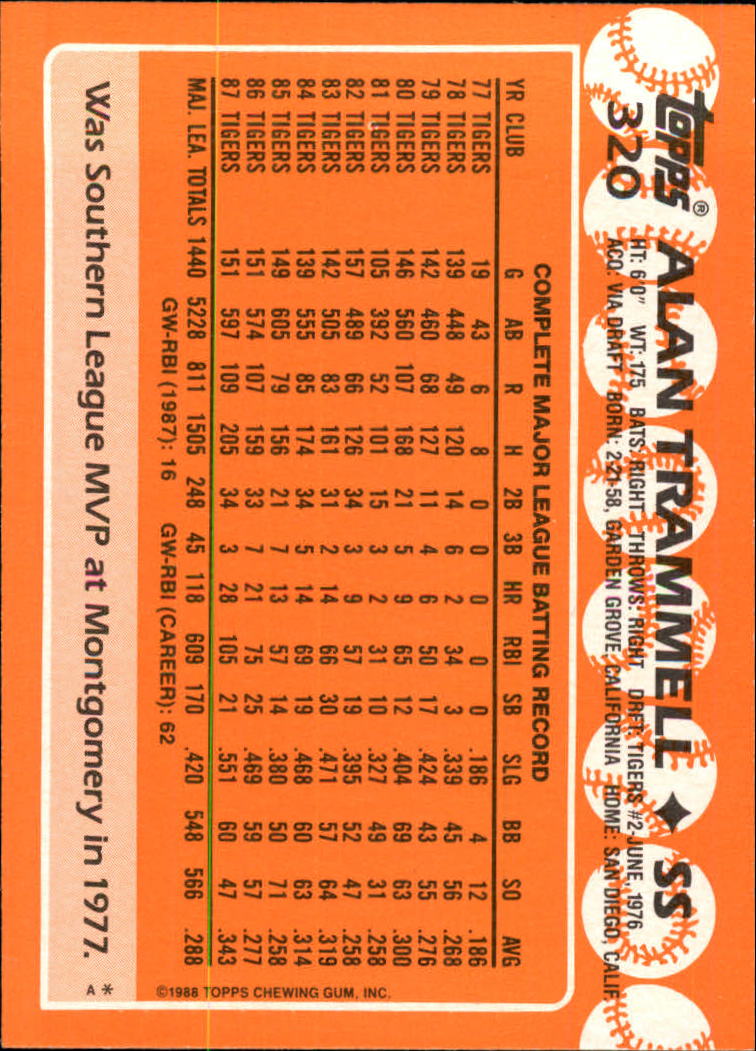 topps® ALAN TRAMMELL ✦ SS
320
HT: 6'0" WT: 175 BATS: RIGHT THROWS: RIGHT DRFT: TIGERS #2-JUNE, 1976
ACQ: VIA DRAFT BORN: 2-21-58, GARDEN GROVE, CALIFORNIA HOME: SAN DIEGO, CALIF.
COMPLETE MAJOR LEAGUE BATTING RECORD
YR CLUB G AB R H 2B 3B HR RBI SB SLG BB SO AVG
77 TIGERS 19 43 6 8 0 0 0 0 0 .186 4 12 .186
78 TIGERS 139 448 49 120 14 6 2 34 3 .339 45 56 .268
79 TIGERS 142 460 68 127 11 4 6 50 17 .424 43 55 .276
80 TIGERS 146 560 107 168 21 5 9 65 12 .404 69 63 .300
81 TIGERS 105 392 52 101 15 3 2 31 10 .327 49 31 .258
82 TIGERS 157 489 66 126 34 3 9 57 19 .395 52 47 .258
83 TIGERS 142 505 83 161 31 2 14 66 30 .471 57 64 .319
84 TIGERS 139 555 85 174 34 5 14 69 19 .468 60 63 .314
85 TIGERS 149 605 79 156 21 7 13 57 14 .380 50 71 .258
86 TIGERS 151 574 107 159 33 7 21 75 25 .469 59 57 .277
87 TIGERS 151 597 109 205 34 3 28 105 21 .551 60 47 .343
MAJ. LEA. TOTALS 1440 5228 811 1505 248 45 118 609 170 .420 548 566 .288
GW-RBI (1987): 16 GW-RBI (CAREER): 62
©1988 TOPPS CHEWING GUM, INC.
Was Southern League MVP at Montgomery in 1977.
A *